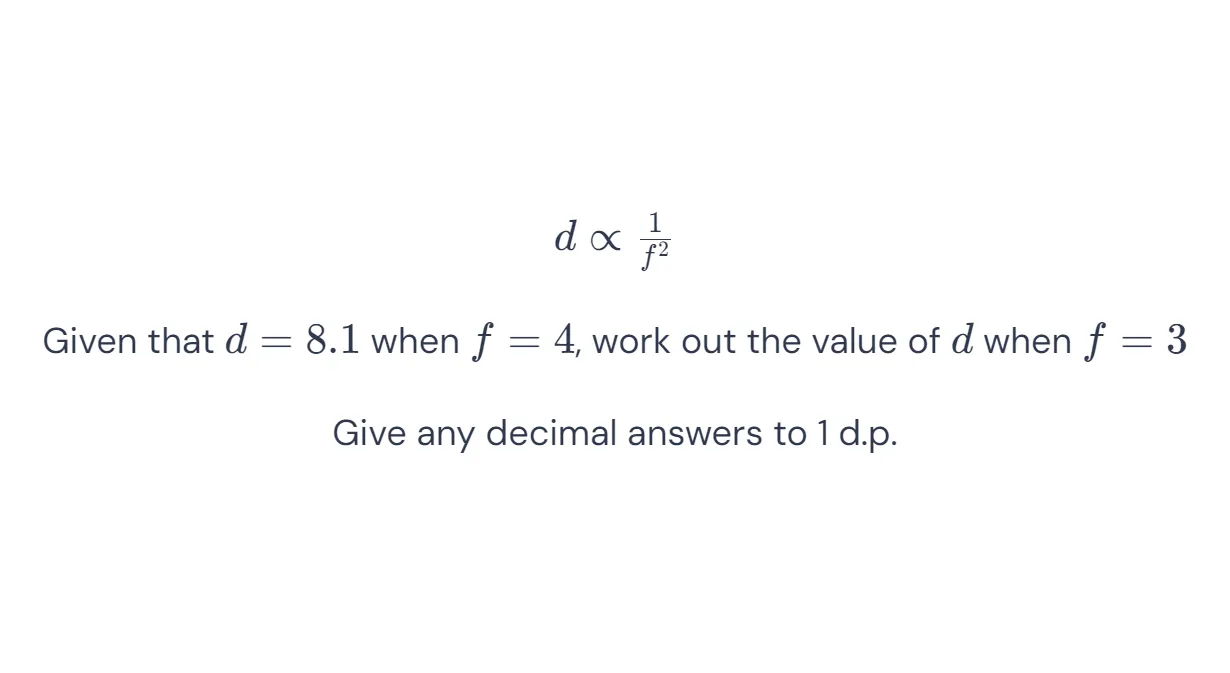 d ∝ 1/f²
Given that d = 8.1 when f = 4, work out the value of d when f = 3
Give any decimal answers to 1 d.p.